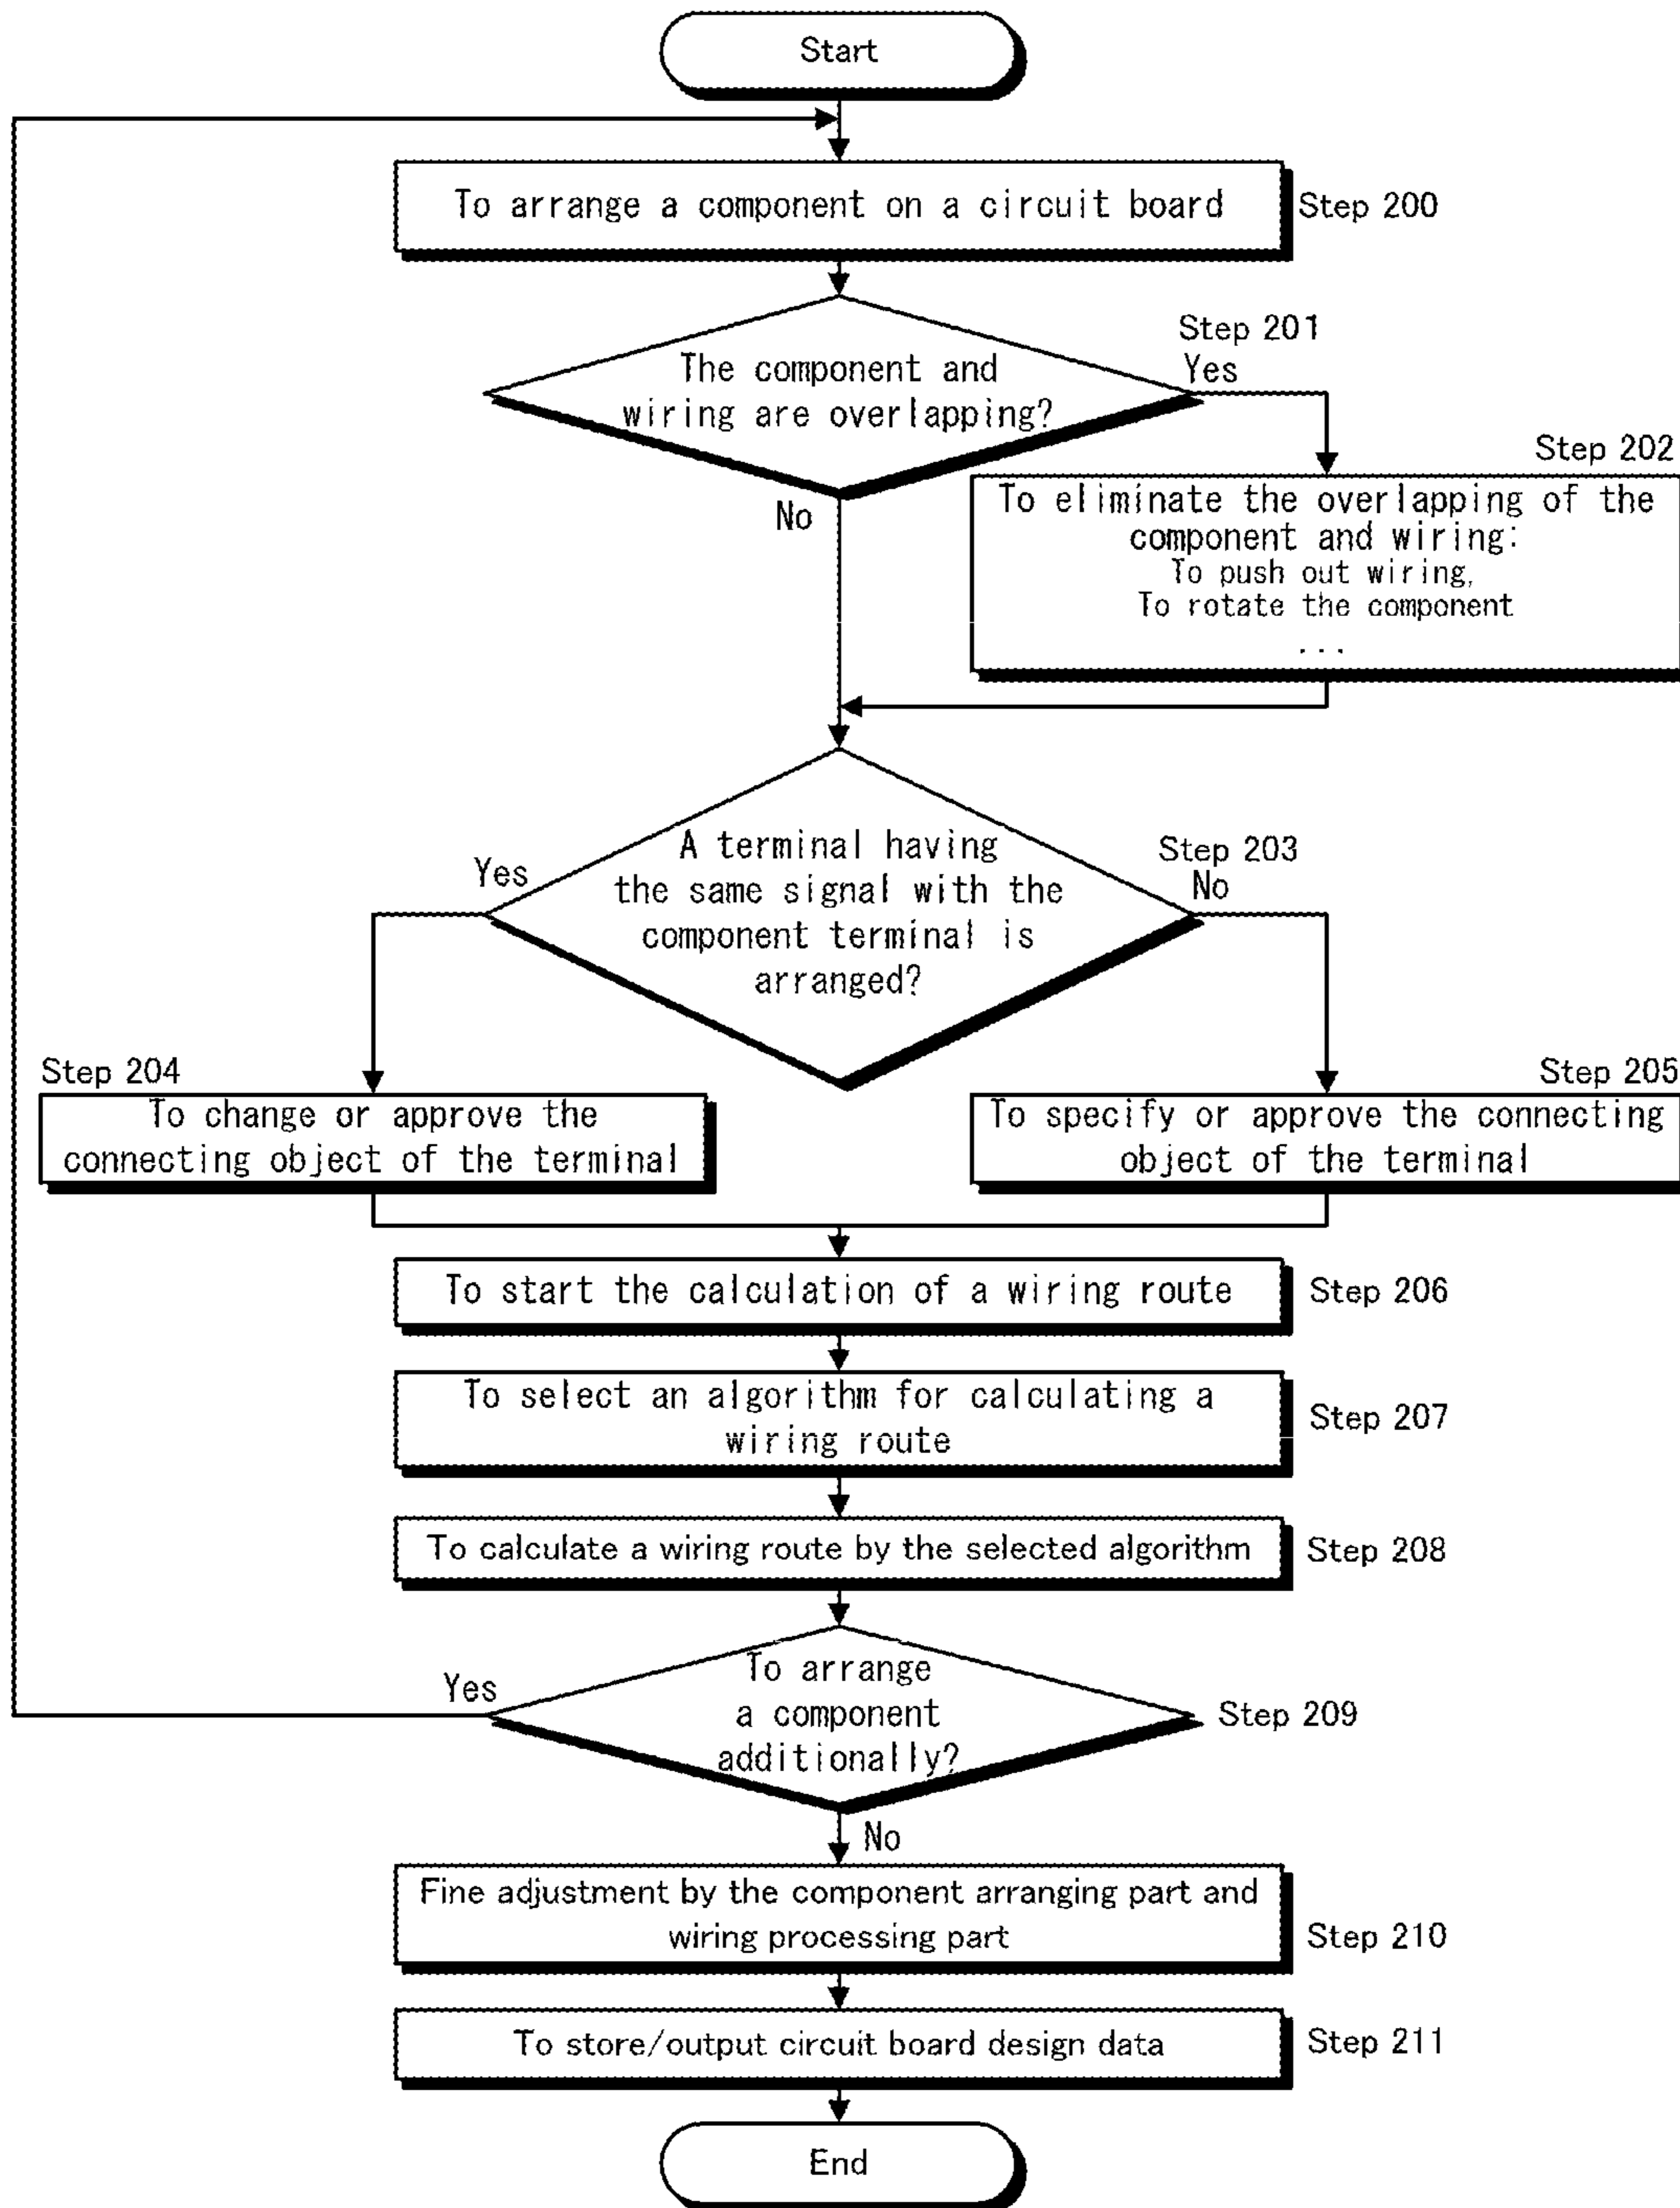 Start
To arrange a component on a circuit board
Step 200
Step 201
The component and
wiring are overlapping?
Yes
No
Step 202
To eliminate the overlapping of the
component and wiring:
To push out wiring,
To rotate the component
...
A terminal having
the same signal with the
component terminal is
arranged?
Step 203
Yes
No
Step 204
To change or approve the
connecting object of the terminal
Step 205
To specify or approve the connecting
object of the terminal
To start the calculation of a wiring route
Step 206
To select an algorithm for calculating a
wiring route
Step 207
To calculate a wiring route by the selected algorithm
Step 208
To arrange
a component
additionally?
Step 209
Yes
No
Fine adjustment by the component arranging part and
wiring processing part
Step 210
To store/output circuit board design data
Step 211
End